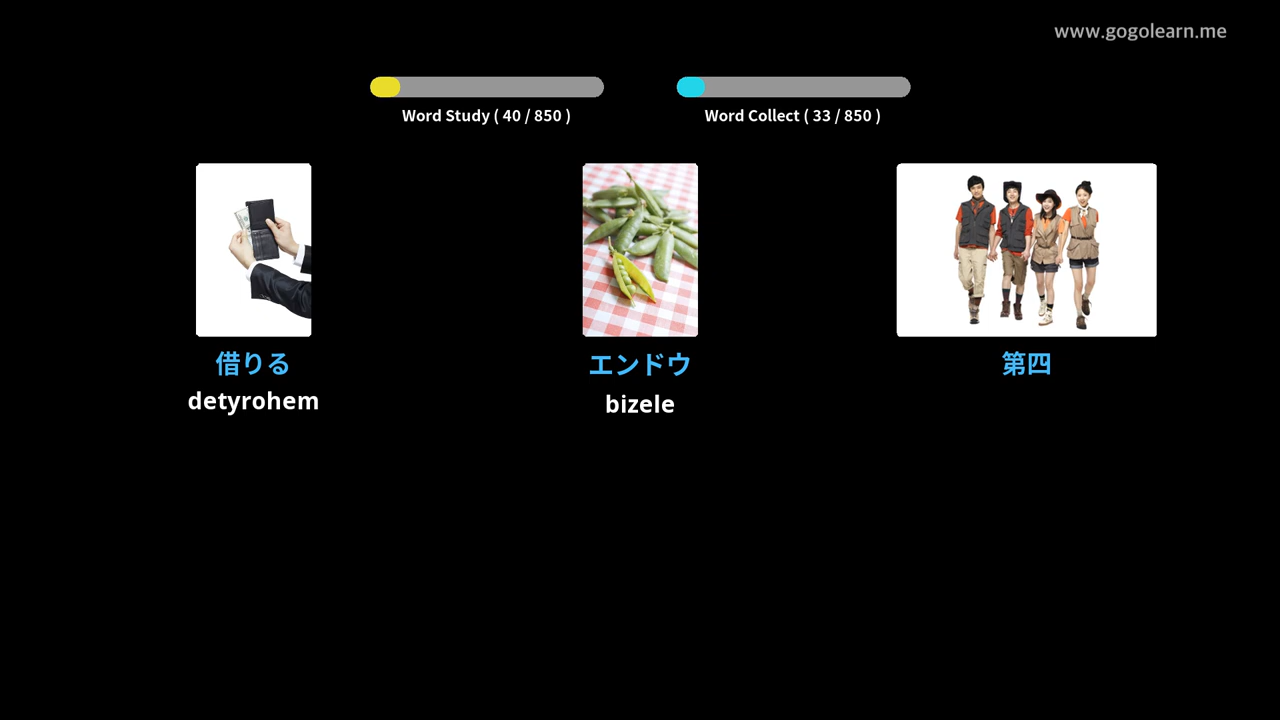 www.gogolearn.me
Word Study ( 40 / 850 )
Word Collect ( 33 / 850 )
借りる
detyrohem
エンドウ
bizele
第四